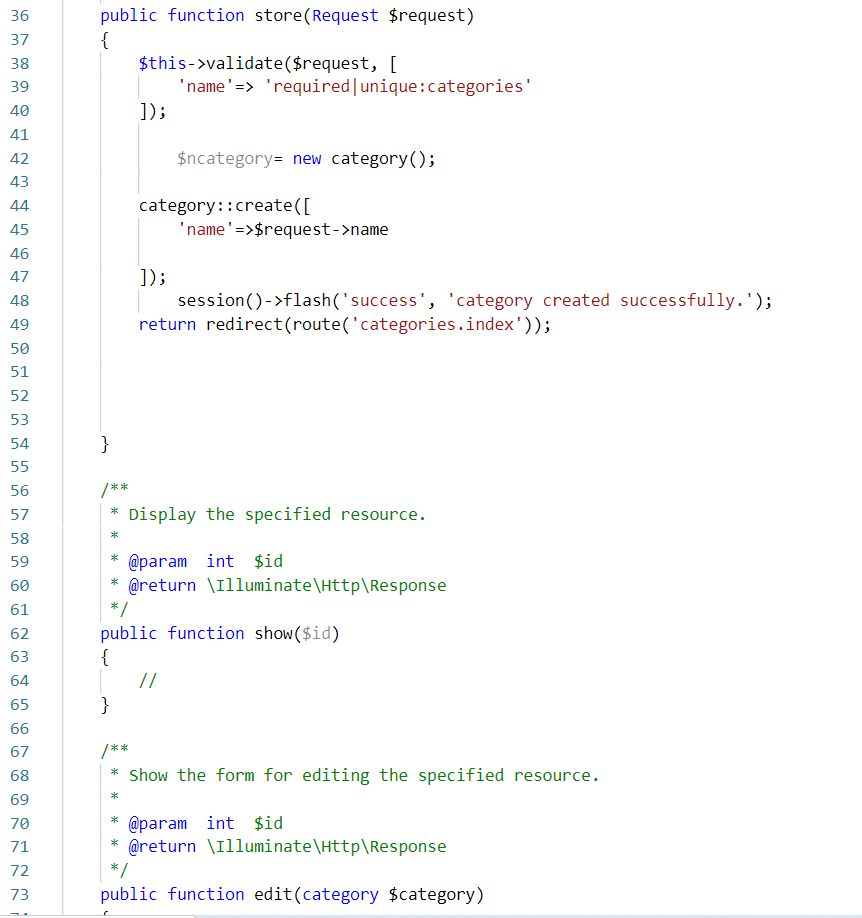 36 public function store(Request $request)
37 {
38 $this->validate($request, [
39 'name'=> 'required|unique:categories'
40 ]);
41
42 $ncategory= new category();
43
44 category::create([
45 'name'=>$request->name
46
47 ]);
48 session()->flash('success', 'category created successfully.');
49 return redirect(route('categories.index'));
50
51
52
53
54 }
55
56 /**
57 * Display the specified resource.
58 *
59 * @param  int  $id
60 * @return \Illuminate\Http\Response
61 */
62 public function show($id)
63 {
64 //
65 }
66
67 /**
68 * Show the form for editing the specified resource.
69 *
70 * @param  int  $id
71 * @return \Illuminate\Http\Response
72 */
73 public function edit(category $category)